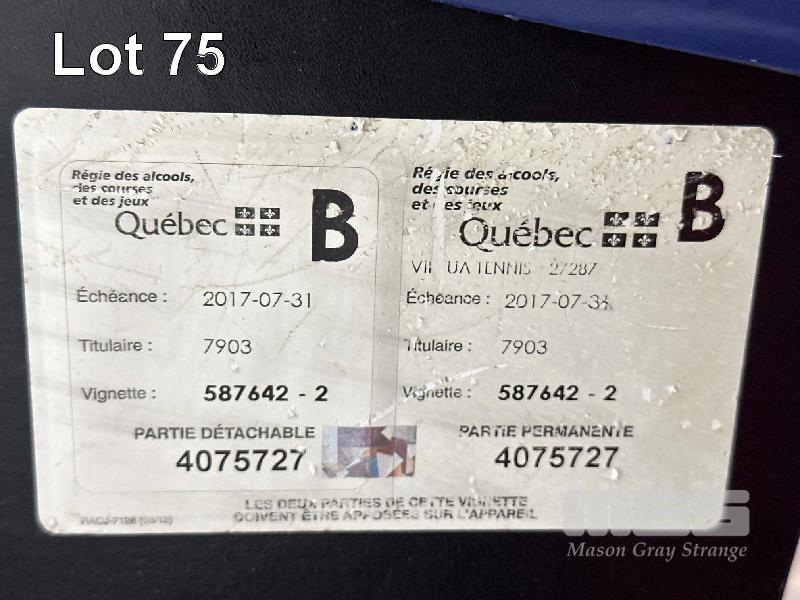 Lot 75
Régie des alcools,
des courses
et des jeux
Québec
B
Échéance : 2017-07-31
Titulaire : 7903
Vignette : 587642 - 2
PARTIE DÉTACHABLE
4075727
Régie des alcools,
des courses
et des jeux
Québec
B
TENNIS 27287
Échéance : 2017-07-31
Titulaire : 7903
Vignette : 587642 - 2
PARTIE PERMANENTE
4075727
LES DEUX PARTIES DE CETTE VIGNETTE
DOIVENT ÊTRE APPOSÉES SUR L'APPAREIL
MGS
Mason Gray Strange